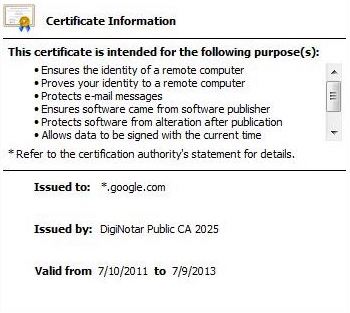 Certificate Information
This certificate is intended for the following purpose(s):
• Ensures the identity of a remote computer
• Proves your identity to a remote computer
• Protects e-mail messages
• Ensures software came from software publisher
• Protects software from alteration after publication
• Allows data to be signed with the current time
* Refer to the certification authority's statement for details.
Issued to: *.google.com
Issued by: DigiNotar Public CA 2025
Valid from 7/10/2011 to 7/9/2013